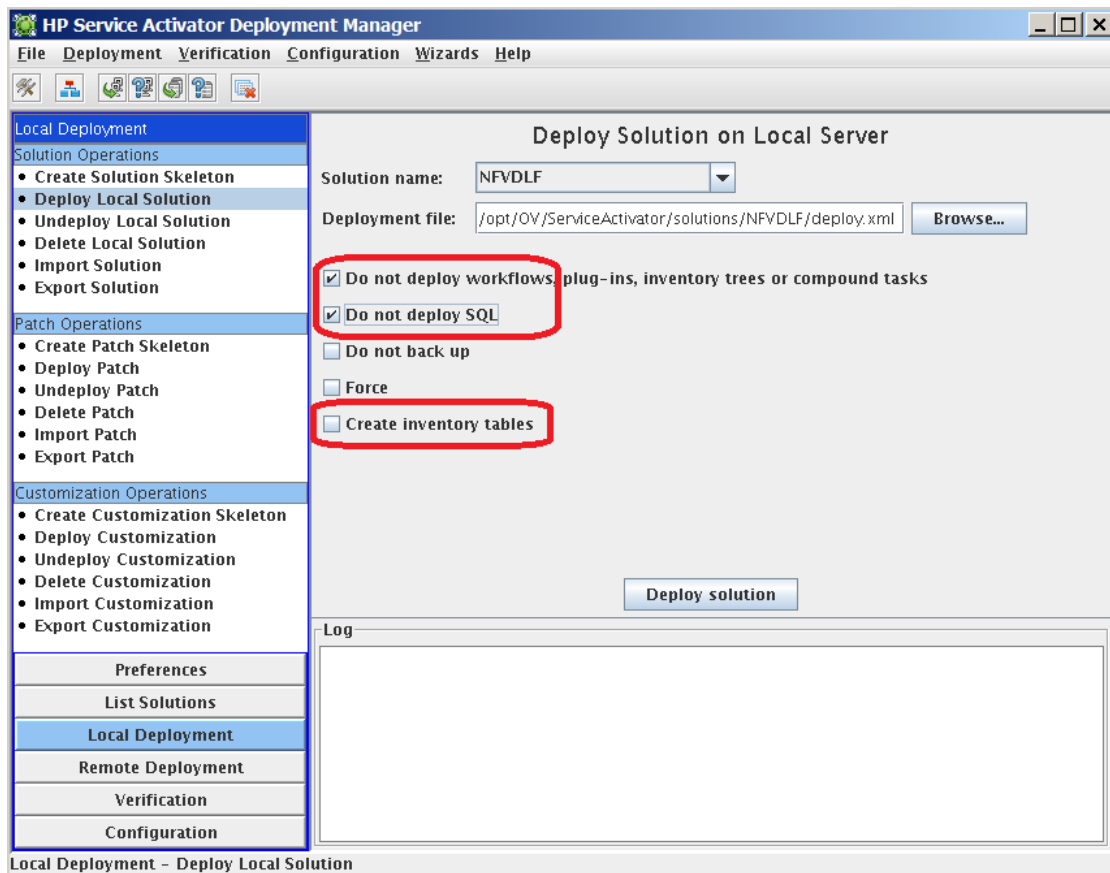 HP Service Activator Deployment Manager
File Deployment Verification Configuration Wizards Help
Local Deployment
Solution Operations
• Create Solution Skeleton
• Deploy Local Solution
• Undeploy Local Solution
• Delete Local Solution
• Import Solution
• Export Solution
Patch Operations
• Create Patch Skeleton
• Deploy Patch
• Undeploy Patch
• Delete Patch
• Import Patch
• Export Patch
Customization Operations
• Create Customization Skeleton
• Deploy Customization
• Undeploy Customization
• Delete Customization
• Import Customization
• Export Customization
Preferences
List Solutions
Local Deployment
Remote Deployment
Verification
Configuration
Deploy Solution on Local Server
Solution name: NFVDLF
Deployment file: /opt/OV/ServiceActivator/solutions/NFVDLF/deploy.xml Browse...
Do not deploy workflows, plug-ins, inventory trees or compound tasks
Do not deploy SQL
Do not back up
Force
Create inventory tables
Deploy solution
Log
Local Deployment - Deploy Local Solution